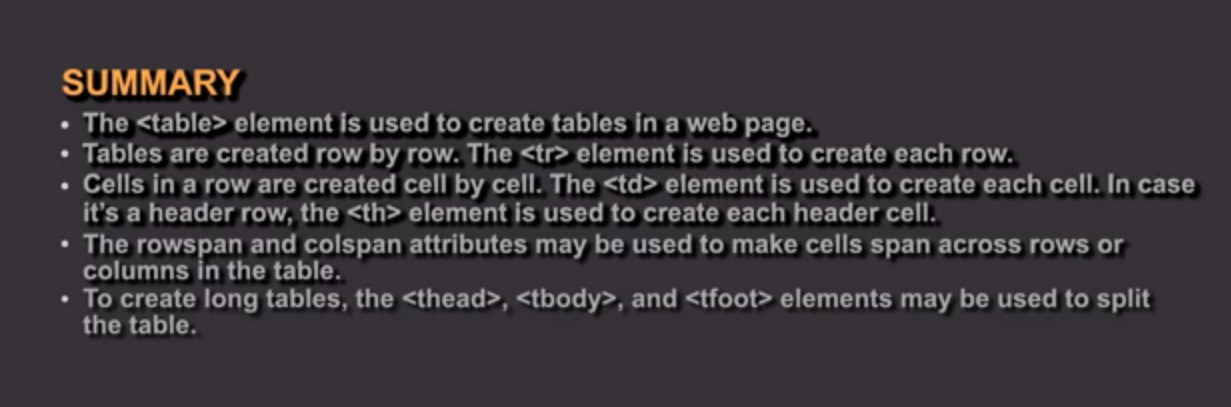 SUMMARY
• The <table> element is used to create tables in a web page.
• Tables are created row by row. The <tr> element is used to create each row.
• Cells in a row are created cell by cell. The <td> element is used to create each cell. In case
it's a header row, the <th> element is used to create each header cell.
• The rowspan and colspan attributes may be used to make cells span across rows or
columns in the table.
• To create long tables, the <thead>, <tbody>, and <tfoot> elements may be used to split
the table.